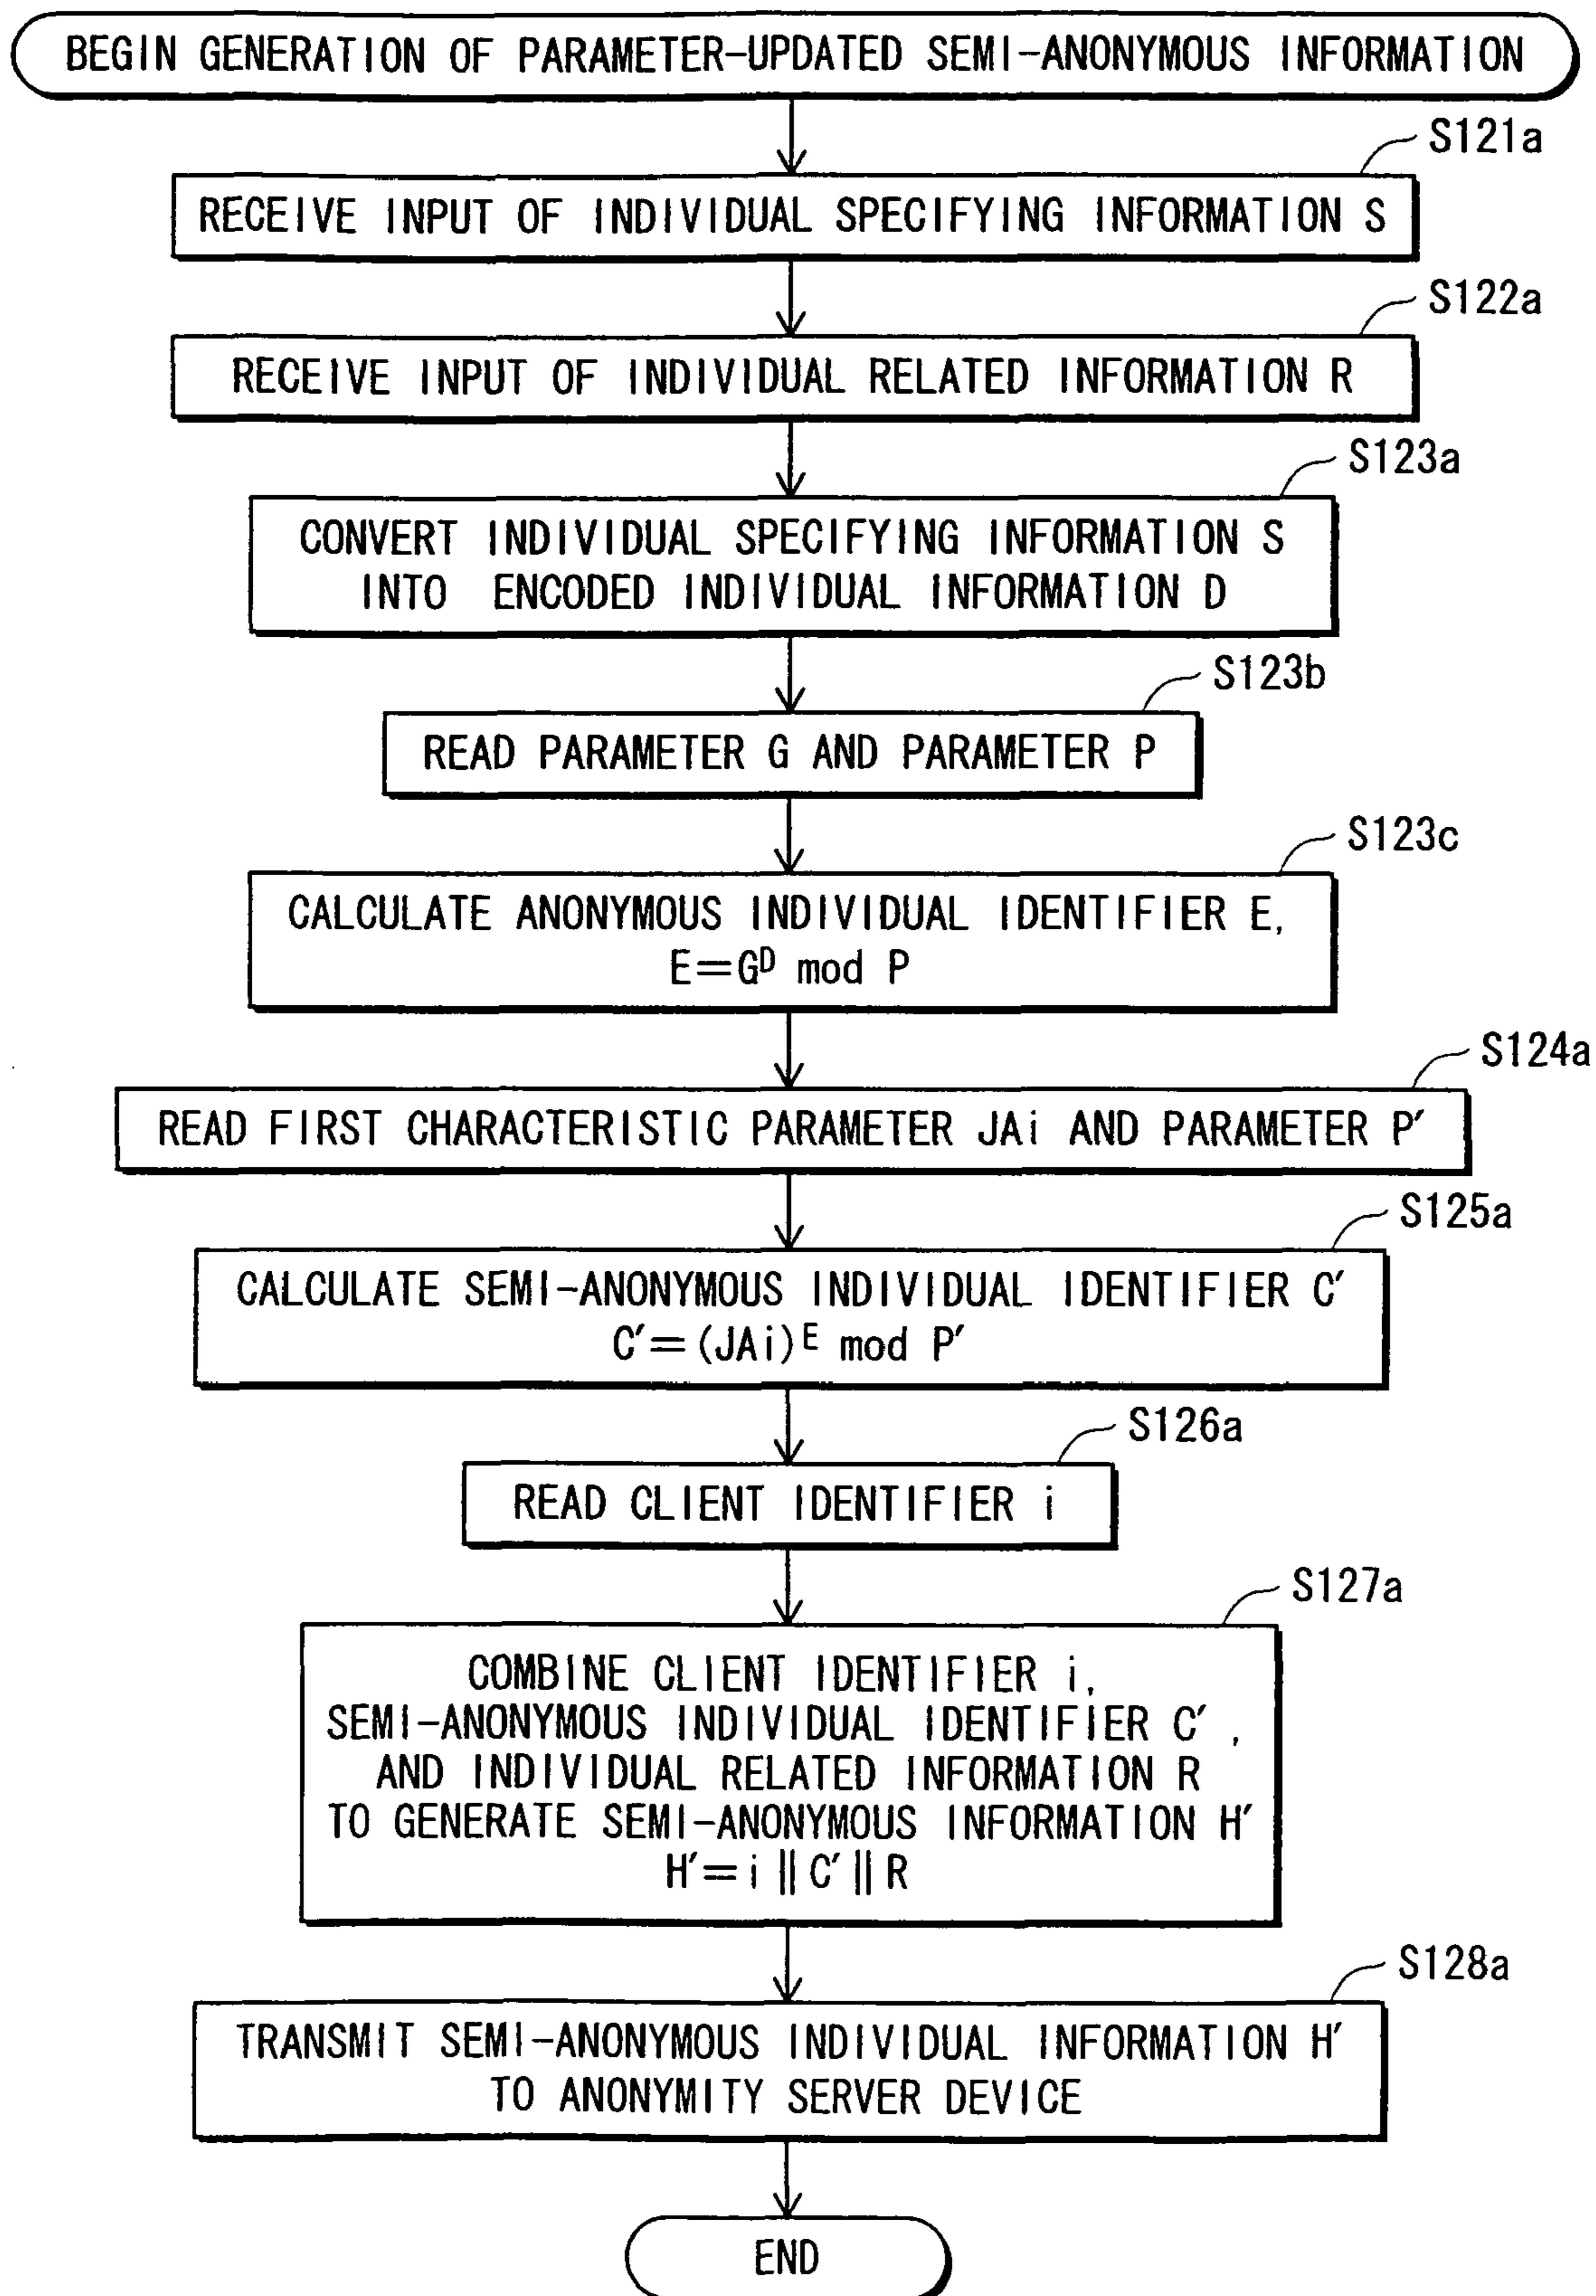 BEGIN GENERATION OF PARAMETER-UPDATED SEMI-ANONYMOUS INFORMATION
S121a
RECEIVE INPUT OF INDIVIDUAL SPECIFYING INFORMATION S
S122a
RECEIVE INPUT OF INDIVIDUAL RELATED INFORMATION R
S123a
CONVERT INDIVIDUAL SPECIFYING INFORMATION S
INTO ENCODED INDIVIDUAL INFORMATION D
S123b
READ PARAMETER G AND PARAMETER P
S123c
CALCULATE ANONYMOUS INDIVIDUAL IDENTIFIER E,
E=Gᴰ mod P
S124a
READ FIRST CHARACTERISTIC PARAMETER JAi AND PARAMETER P′
S125a
CALCULATE SEMI-ANONYMOUS INDIVIDUAL IDENTIFIER C′
C′=(JAi)ᴱ mod P′
S126a
READ CLIENT IDENTIFIER i
S127a
COMBINE CLIENT IDENTIFIER i,
SEMI-ANONYMOUS INDIVIDUAL IDENTIFIER C′,
AND INDIVIDUAL RELATED INFORMATION R
TO GENERATE SEMI-ANONYMOUS INFORMATION H′
H′=i||C′||R
S128a
TRANSMIT SEMI-ANONYMOUS INDIVIDUAL INFORMATION H′
TO ANONYMITY SERVER DEVICE
END